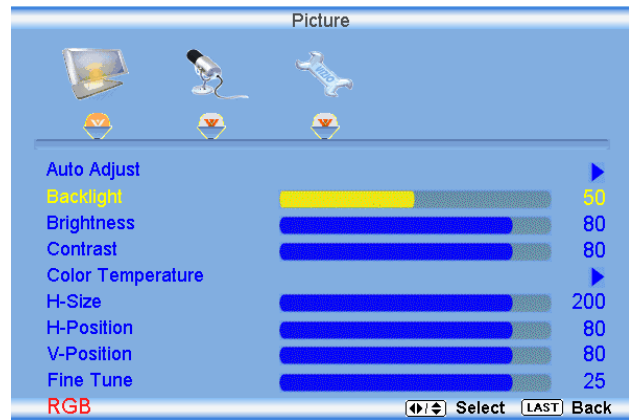 Picture
VIZIO
Auto Adjust
Backlight 50
Brightness 80
Contrast 80
Color Temperature
H-Size 200
H-Position 80
V-Position 80
Fine Tune 25
RGB Select LAST Back